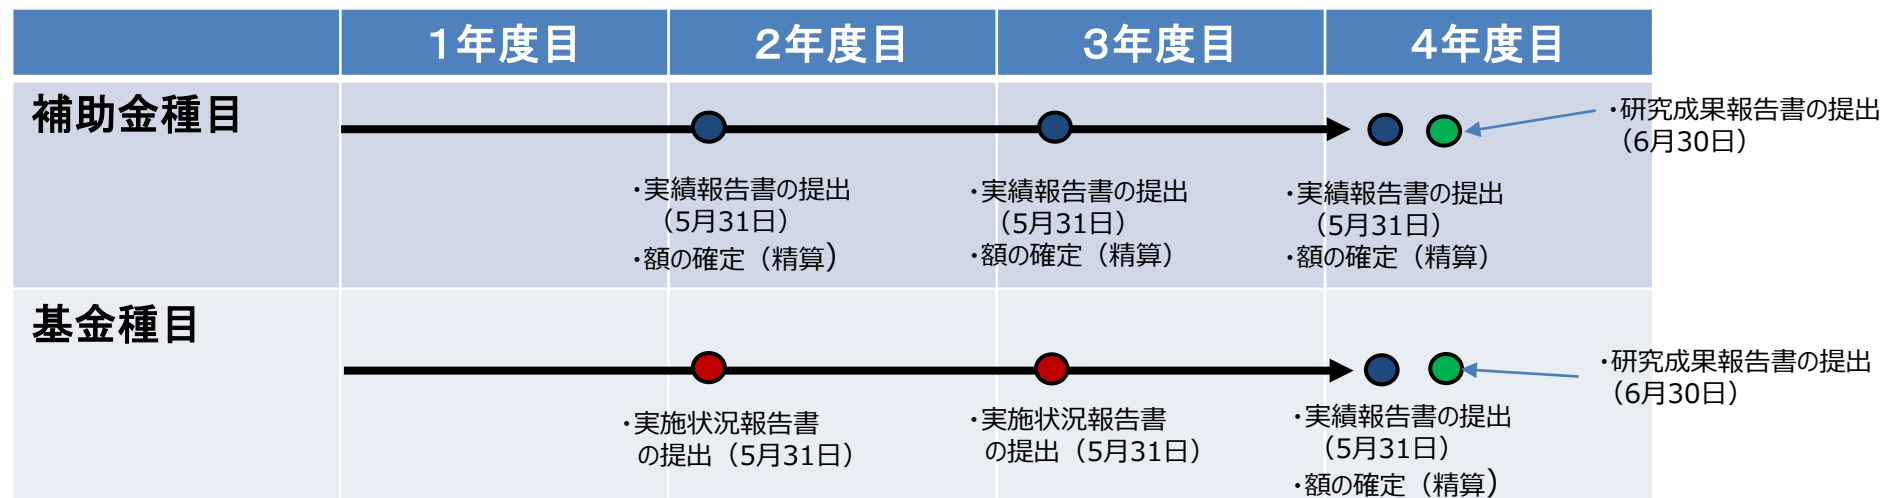 1年度目
2年度目
3年度目
4年度目
補助金種目
・研究成果報告書の提出
（6月30日）
・実績報告書の提出
（5月31日）
・額の確定（精算）
・実績報告書の提出
（5月31日）
・額の確定（精算）
・実績報告書の提出
（5月31日）
・額の確定（精算）
基金種目
・研究成果報告書の提出
（6月30日）
・実施状況報告書
の提出（5月31日）
・実施状況報告書
の提出（5月31日）
・実績報告書の提出
（5月31日）
・額の確定（精算）